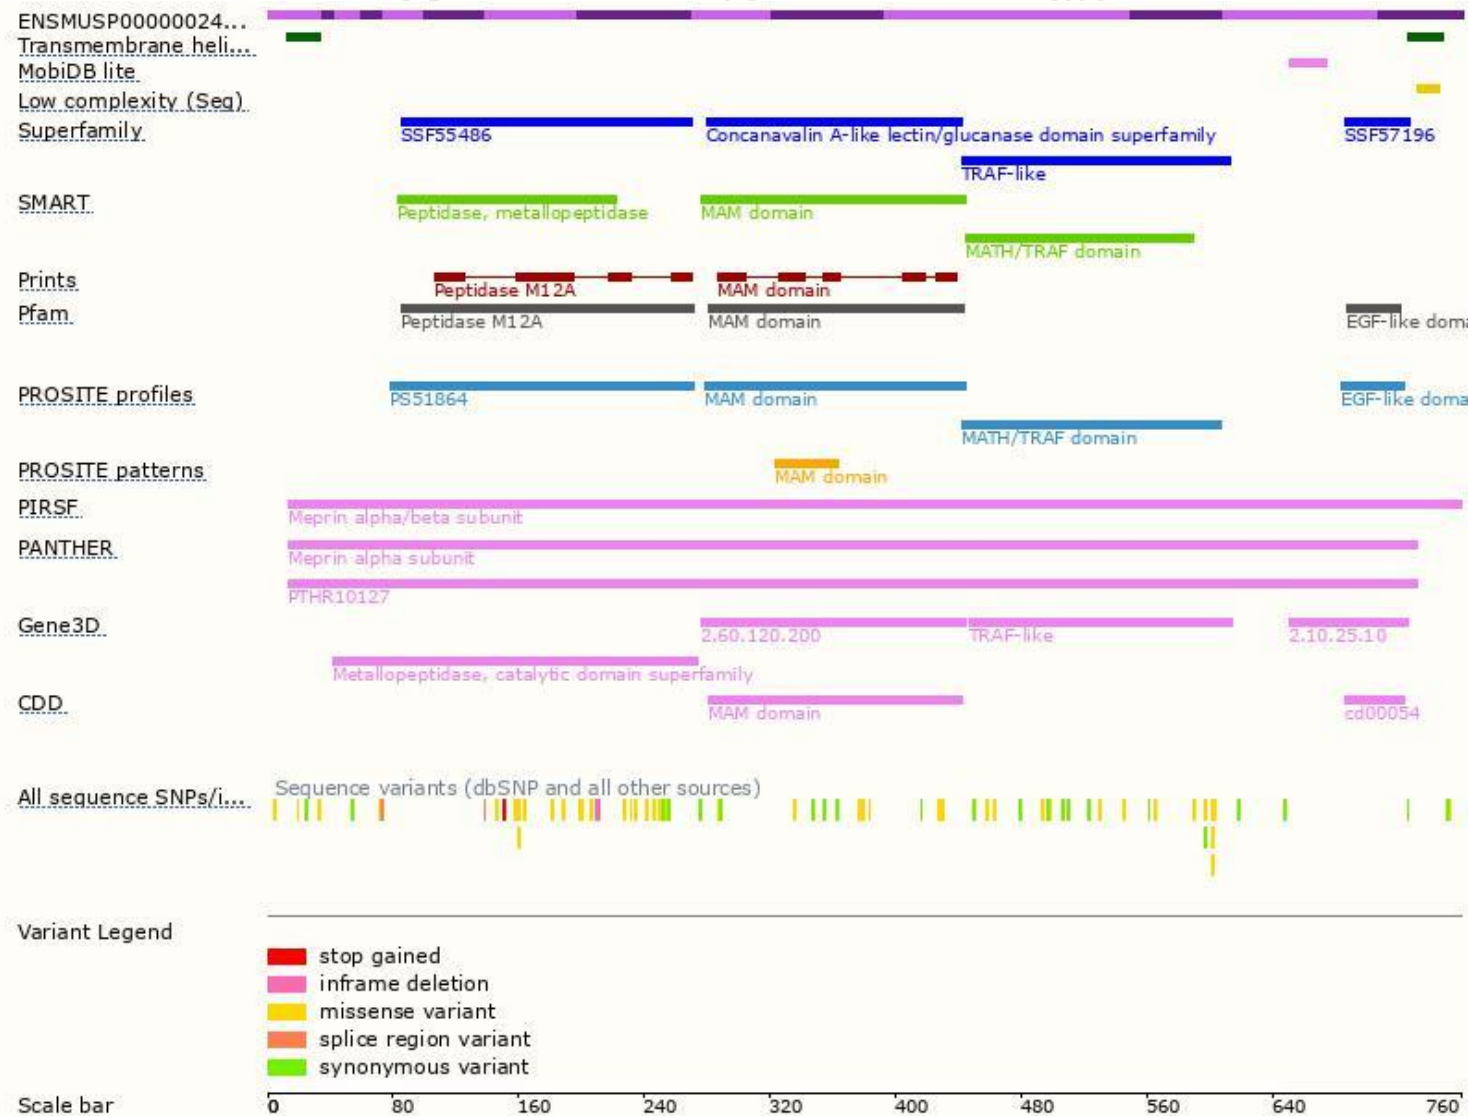 ENSMUSP00000024...
Transmembrane heli...
MobiDB lite
Low complexity (Seg)
Superfamily
SSF55486 Concanavalin A-like lectin/glucanase domain superfamily SSF57196
TRAF-like
SMART
Peptidase, metallopeptidase MAM domain
MATH/TRAF domain
Prints
Peptidase M12A MAM domain
Pfam
Peptidase M12A MAM domain EGF-like doma
PROSITE profiles
PS51864 MAM domain EGF-like doma
MATH/TRAF domain
PROSITE patterns
MAM domain
PIRSF
Meprin alpha/beta subunit
PANTHER
Meprin alpha subunit
PTHR10127
Gene3D
2.60.120.200 TRAF-like 2.10.25.10
Metallopeptidase, catalytic domain superfamily
CDD
MAM domain cd00054
Sequence variants (dbSNP and all other sources)
All sequence SNPs/i...
Variant Legend
stop gained
inframe deletion
missense variant
splice region variant
synonymous variant
Scale bar 0 80 160 240 320 400 480 560 640 760